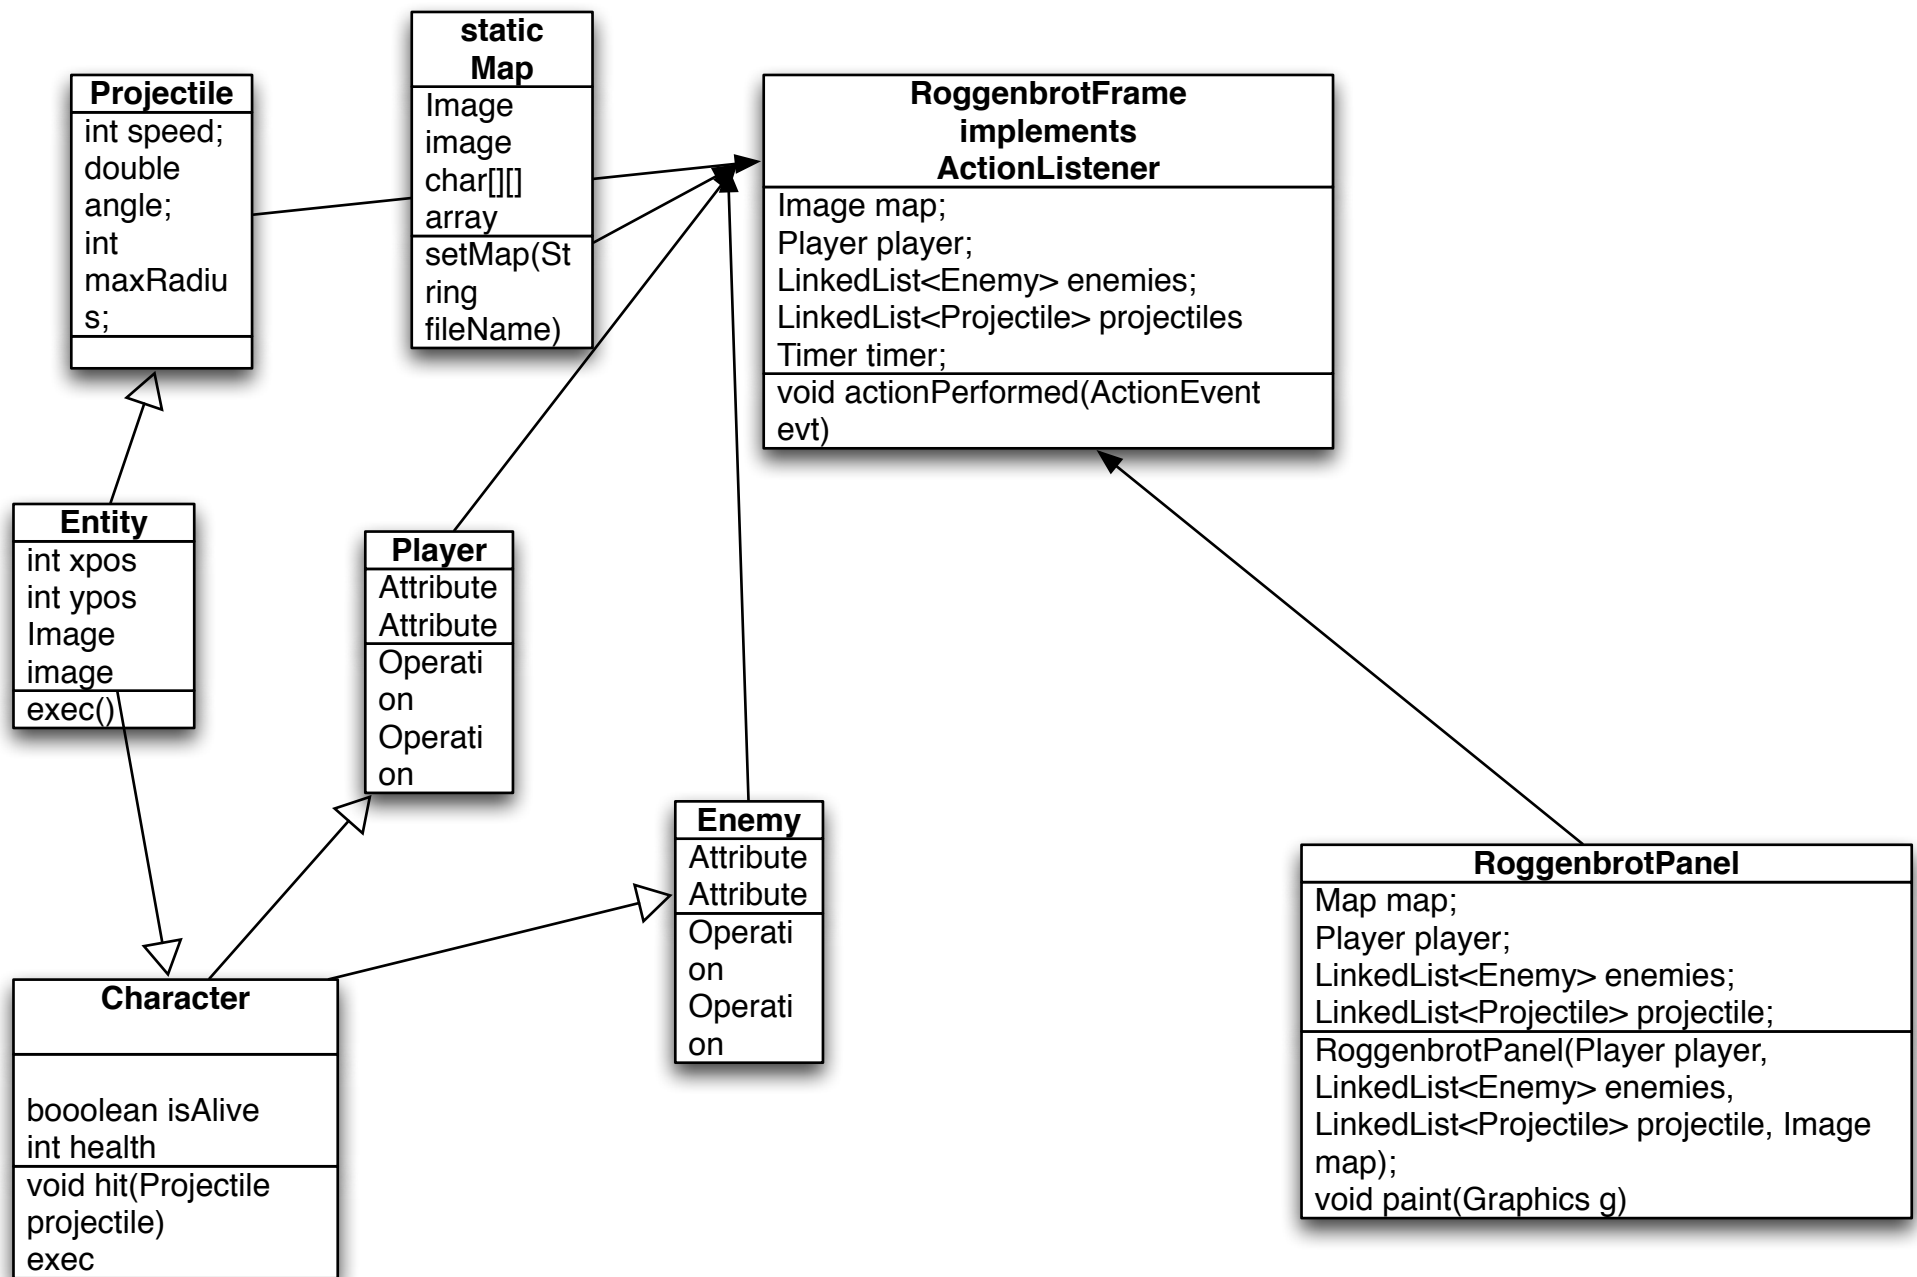 static
Map
Image
image
char[][]
array
setMap(St
ring
fileName)
Projectile
int speed;
double
angle;
int
maxRadiu
s;
RoggenbrotFrame
implements
ActionListener
Image map;
Player player;
LinkedList<Enemy> enemies;
LinkedList<Projectile> projectiles
Timer timer;
void actionPerformed(ActionEvent
evt)
Entity
int xpos
int ypos
Image
image
exec()
Player
Attribute
Attribute
Operati
on
Operati
on
Enemy
Attribute
Attribute
Operati
on
Operati
on
RoggenbrotPanel
Map map;
Player player;
LinkedList<Enemy> enemies;
LinkedList<Projectile> projectile;
RoggenbrotPanel(Player player,
LinkedList<Enemy> enemies,
LinkedList<Projectile> projectile, Image
map);
void paint(Graphics g)
Character
booolean isAlive
int health
void hit(Projectile
projectile)
exec